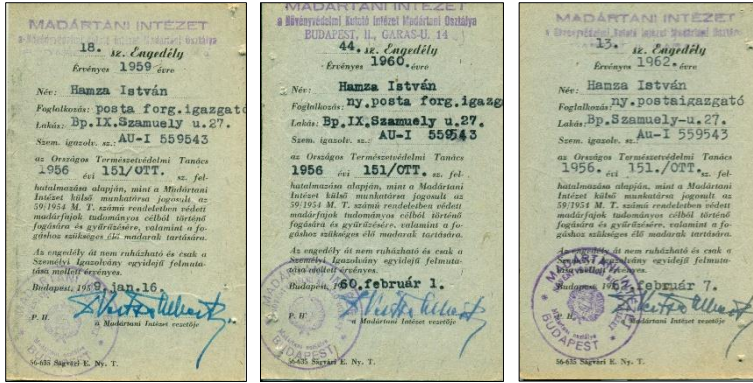 MADÁRTANI INTÉZET
18. sz. Engedély
Érvényes 1959 évre
Név: Hamza István
Foglalkozás: posta forg.igazgató
Lakás: Bp.IX.Szamuely u.27.
Szem. igazolv. sz.: AU-I 559543
az Országos Természetvédelmi Tanács
1956 évi 151/OTT. sz. fel-
hatalmazása alapján, mint a Madártani
Intézet külső munkatársa jogosult az
59/1954 M. T. számú rendeletben védett
madárfajok tudományos célból történő
fogására és gyűrűzésére, valamint a fo-
gáshoz szükséges élő madarak tartására.
Az engedély át nem ruházható és csak a
Személyi Igazolvány egyidejű felmuta-
tása mellett érvényes.
Budapest, 1959.jan.16.
P. H.
a Madártani Intézet vezetője
56-635 Ságvári E. Ny. T.
MADÁRTANI INTÉZET
a Növényvédelmi Kutató Intézet Madártani Osztálya
BUDAPEST, II., GARAS-U. 14
44. sz. Engedély
Érvényes 1960. évre
Név: Hamza István
Foglalkozás: ny.posta forg.igazg
Lakás: Bp.IX.Szamuely u.27.
Szem. igazolv. sz.: AU-I 559543
az Országos Természetvédelmi Tanács
1956 évi 151/OTT. sz. fel-
hatalmazása alapján, mint a Madártani
Intézet külső munkatársa jogosult az
59/1954 M. T. számú rendeletben védett
madárfajok tudományos célból történő
fogására és gyűrűzésére, valamint a fo-
gáshoz szükséges élő madarak tartására.
Az engedély át nem ruházható és csak a
Személyi Igazolvány egyidejű felmuta-
tása mellett érvényes.
Budapest, 1960.február 1.
P. H.
a Madártani Intézet vezetője
MADÁRTANI
BUDAPEST
56-635 Ságvári E. Ny. T.
MADÁRTANI INTÉZET
a Növényvédelmi Kutató Intézet Madártani Osztálya
13. sz. Engedély
Érvényes 1962. évre
Név: Hamza István
Foglalkozás: ny.postaigazgató
Lakás: Bp.Szamuely-u.27.
Szem. igazolv. sz.: Au-I 559543
az Országos Természetvédelmi Tanács
1956. évi 151./OTT. sz. fel-
hatalmazása alapján, mint a Madártani
Intézet külső munkatársa jogosult az
59/1954 M. T. számú rendeletben védett
madárfajok tudományos célból történő
fogására és gyűrűzésére, valamint a fo-
gáshoz szükséges élő madarak tartására.
Az engedély át nem ruházható és csak a
Személyi Igazolvány egyidejű felmuta-
tása mellett érvényes.
február 7.
P. H.
a Madártani Intézet vezetője
MADÁRTANI INTÉZET
BUDAPEST
56-635 Ságvári E. Ny. T.